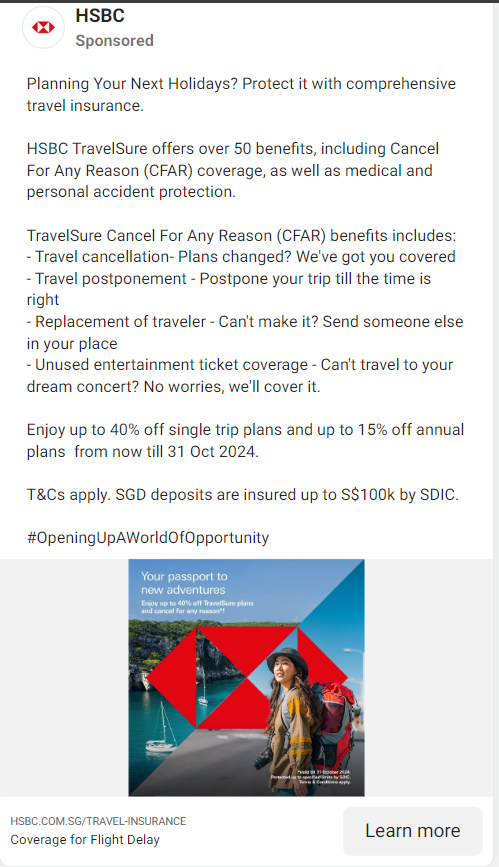 HSBC
Sponsored
Planning Your Next Holidays? Protect it with comprehensive
travel insurance.
HSBC TravelSure offers over 50 benefits, including Cancel
For Any Reason (CFAR) coverage, as well as medical and
personal accident protection.
TravelSure Cancel For Any Reason (CFAR) benefits includes:
- Travel cancellation- Plans changed? We've got you covered
- Travel postponement - Postpone your trip till the time is
right
- Replacement of traveler - Can't make it? Send someone else
in your place
- Unused entertainment ticket coverage - Can't travel to your
dream concert? No worries, we'll cover it.
Enjoy up to 40% off single trip plans and up to 15% off annual
plans  from now till 31 Oct 2024.
T&Cs apply. SGD deposits are insured up to S$100k by SDIC.
#OpeningUpAWorldOfOpportunity
Your passport to
new adventures
Enjoy up to 40% off TravelSure plans
and cancel for any reason*!
*Valid till 31 October 2024.
Protected up to specified limits by SDIC.
Terms & Conditions apply.
HSBC.COM.SG/TRAVEL-INSURANCE
Coverage for Flight Delay
Learn more